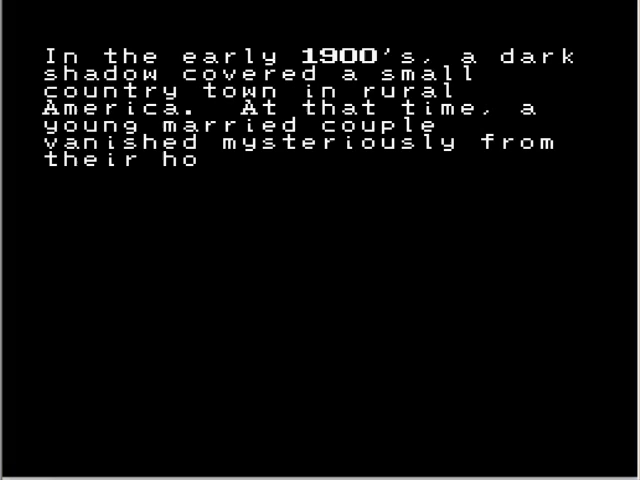 In the early 1900's, a dark
shadow covered a small
country town in rural
America.  At that time, a
young married couple
vanished mysteriously from
their ho